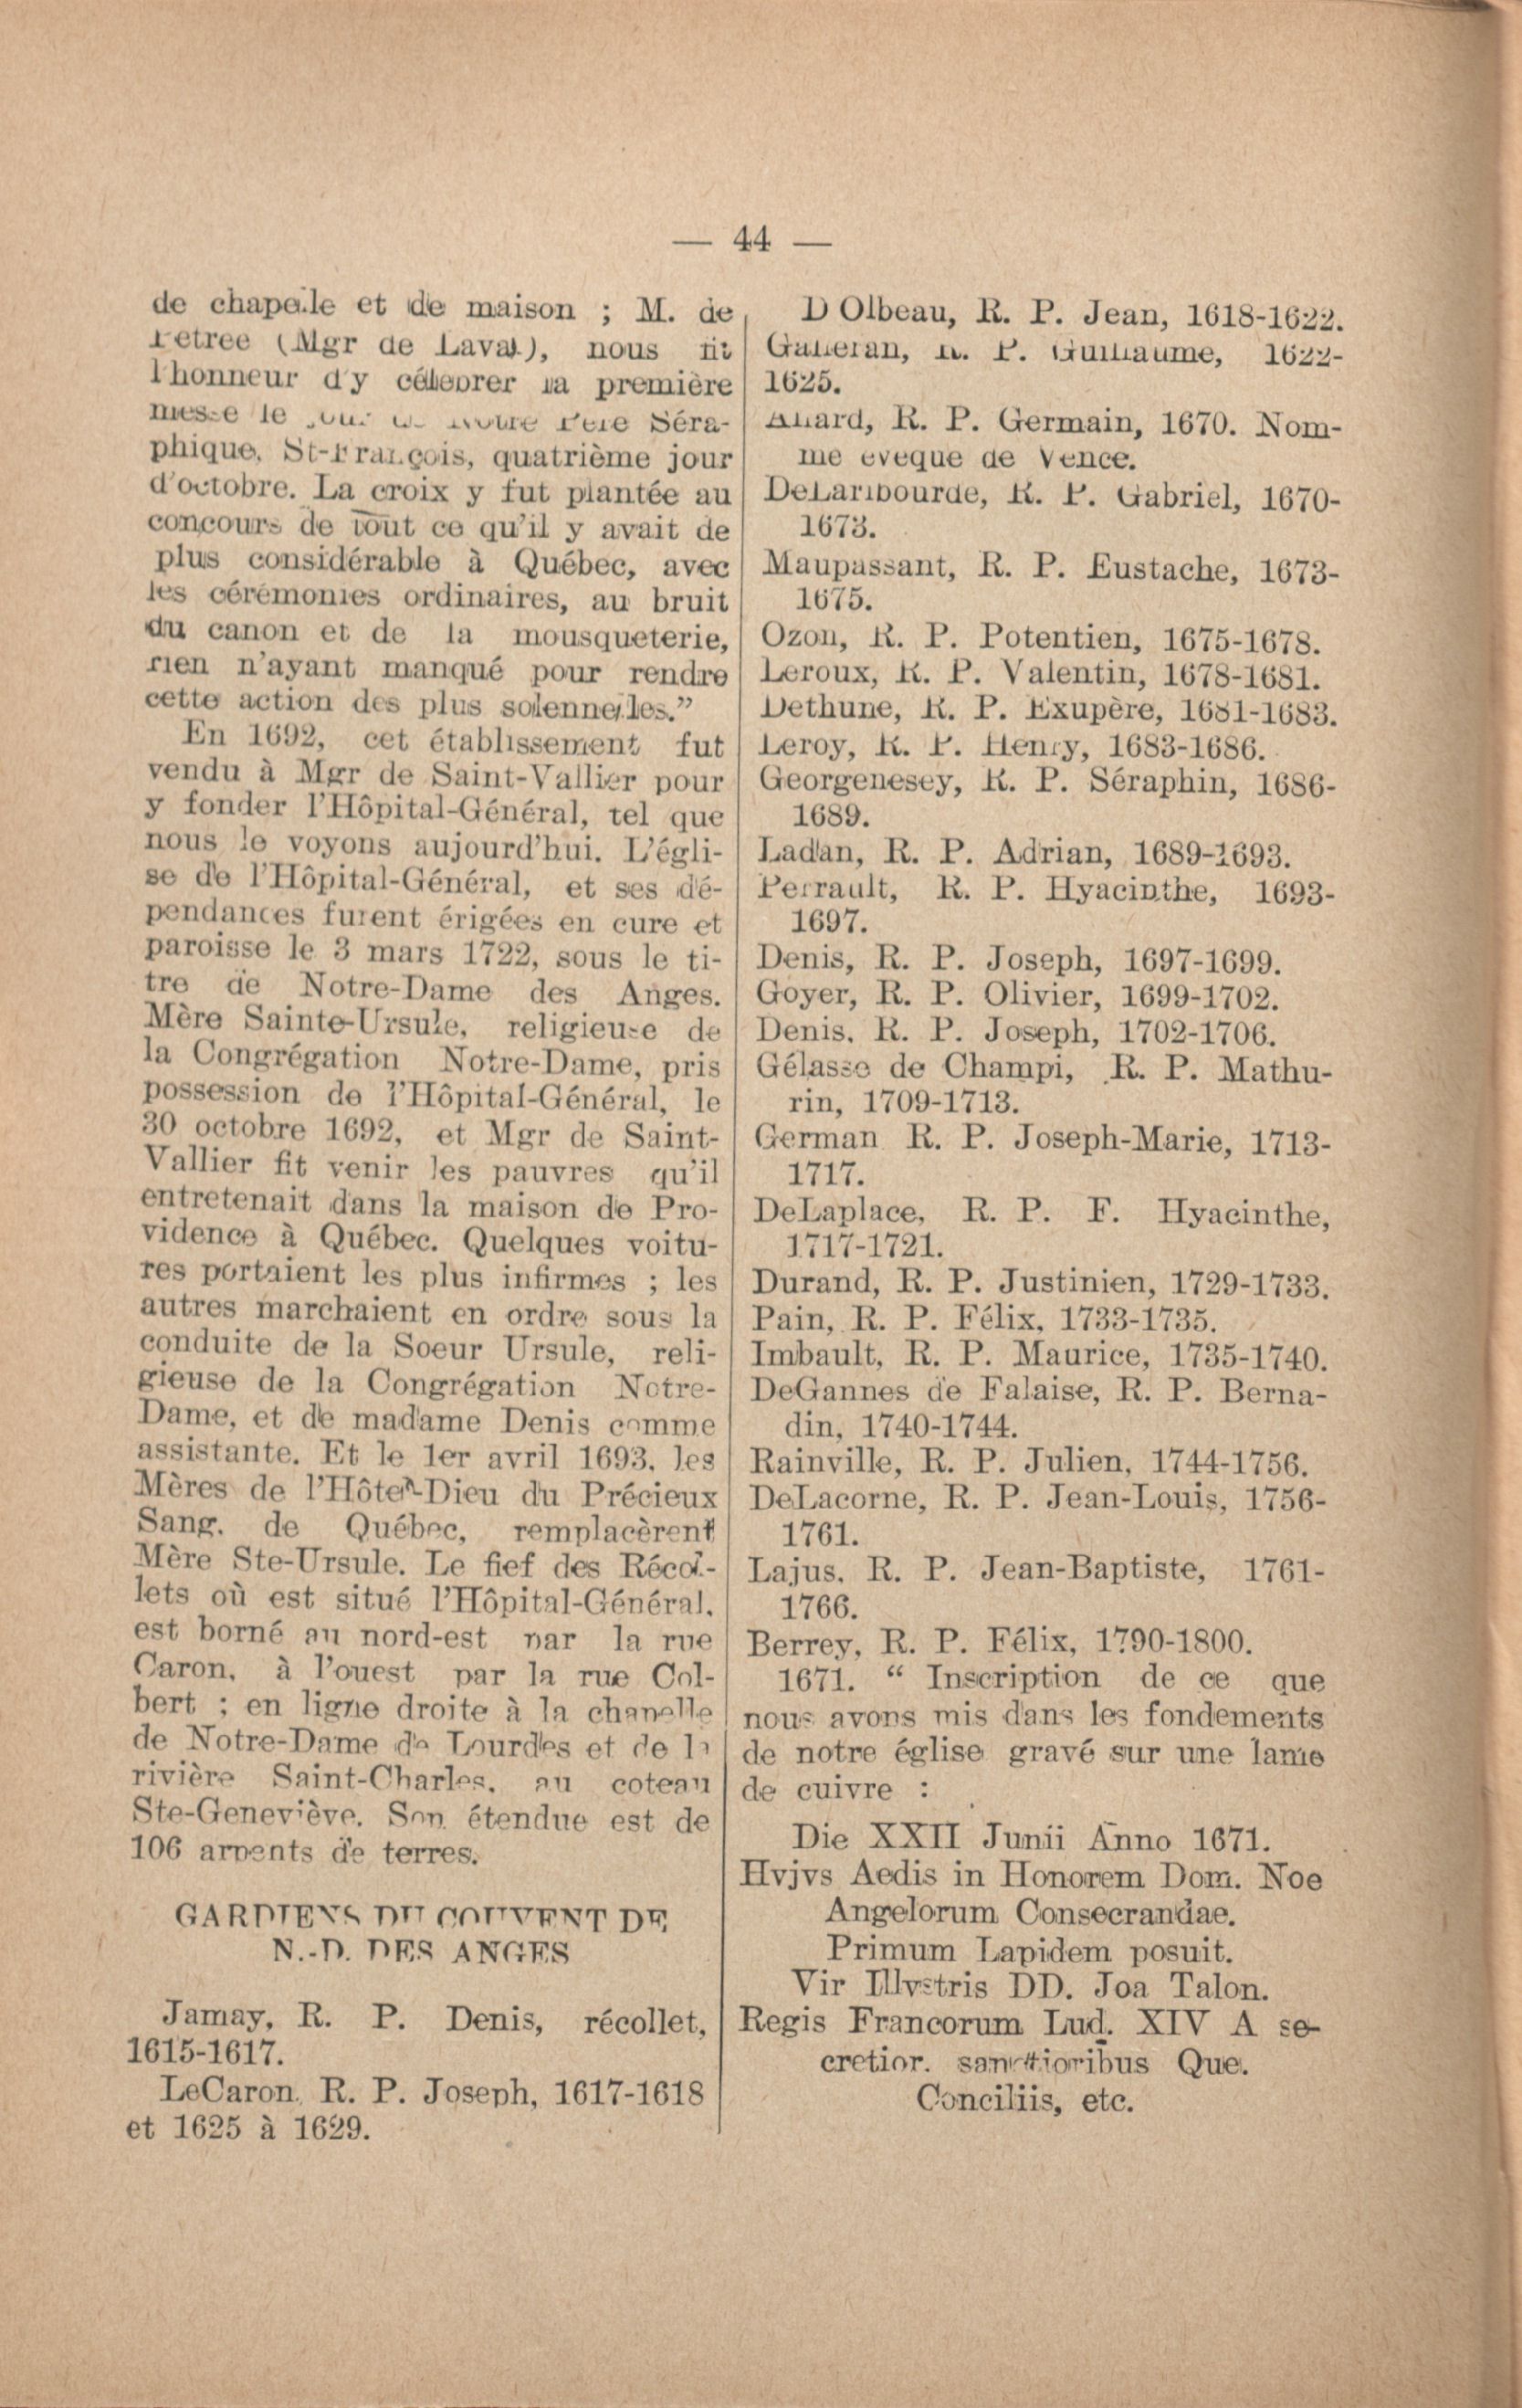 — 44 —
de chapelle et de maison ; M. de
Petree (Mgr de Laval), nous fit
l'honneur d'y célébrer la première
messe le jour de Notre Père Séra-
phique, St-François, quatrième jour
d'octobre. La croix y fut plantée au
concours de tout ce qu'il y avait de
plus considérable à Québec, avec
les cérémonies ordinaires, au bruit
du canon et de la mousqueterie,
rien n'ayant manqué pour rendre
cette action des plus solennelles."
En 1692, cet établissement fut
vendu à Mgr de Saint-Vallier pour
y fonder l'Hôpital-Général, tel que
nous le voyons aujourd'hui. L'égli-
se de l'Hôpital-Général, et ses dé-
pendances furent érigées en cure et
paroisse le 3 mars 1722, sous le ti-
tre de Notre-Dame des Anges.
Mère Sainte-Ursule, religieuse de
la Congrégation Notre-Dame, pris
possession de l'Hôpital-Général, le
30 octobre 1692, et Mgr de Saint-
Vallier fit venir les pauvres qu'il
entretenait dans la maison de Pro-
vidence à Québec. Quelques voitu-
res portaient les plus infirmes ; les
autres marchaient en ordre sous la
conduite de la Soeur Ursule, reli-
gieuse de la Congrégation Notre-
Dame, et de madame Denis comme
assistante. Et le 1er avril 1693, les
Mères de l'Hôtel-Dieu du Précieux
Sang, de Québec, remplacèrent
Mère Ste-Ursule. Le fief des Récol-
lets où est situé l'Hôpital-Général,
est borné au nord-est par la rue
Caron, à l'ouest par la rue Col-
bert ; en ligne droite à la chapelle
de Notre-Dame de Lourdes et de la
rivière Saint-Charles, au coteau
Ste-Geneviève. Son étendue est de
106 arpents de terres.
GARDIENS DU COUVENT DE
N.-D. DES ANGES
Jamay, R. P. Denis, récollet,
1615-1617.
LeCaron, R. P. Joseph, 1617-1618
et 1625 à 1629.
D Olbeau, R. P. Jean, 1618-1622.
Galleran, R. P. Guillaume, 1622-
1625.
Allard, R. P. Germain, 1670. Nom-
me eveque de Vence.
DeLaribourde, R. P. Gabriel, 1670-
1673.
Maupassant, R. P. Eustache, 1673-
1675.
Ozon, R. P. Potentien, 1675-1678.
Leroux, R. P. Valentin, 1678-1681.
Dethune, R. P. Exupère, 1681-1683.
Leroy, R. P. Henry, 1683-1686.
Georgenesey, R. P. Séraphin, 1686-
1689.
Ladan, R. P. Adrian, 1689-1693.
Perrault, R. P. Hyacinthe, 1693-
1697.
Denis, R. P. Joseph, 1697-1699.
Goyer, R. P. Olivier, 1699-1702.
Denis, R. P. Joseph, 1702-1706.
Gélasse de Champi, R. P. Mathu-
rin, 1709-1713.
German R. P. Joseph-Marie, 1713-
1717.
DeLaplace, R. P. F. Hyacinthe,
1717-1721.
Durand, R. P. Justinien, 1729-1733.
Pain, R. P. Félix, 1733-1735.
Imbault, R. P. Maurice, 1735-1740.
DeGannes de Falaise, R. P. Berna-
din, 1740-1744.
Rainville, R. P. Julien, 1744-1756.
DeLacorne, R. P. Jean-Louis, 1756-
1761.
Lajus, R. P. Jean-Baptiste, 1761-
1766.
Berrey, R. P. Félix, 1790-1800.
1671. " Inscription de ce que
nous avons mis dans les fondements
de notre église gravé sur une lame
de cuivre :
Die XXII Junii Anno 1671.
Hvjvs Aedis in Honorem Dom. Noe
Angelorum Consecrandae.
Primum Lapidem posuit.
Vir Illvstris DD. Joa Talon.
Regis Francorum Lud. XIV A se-
cretior. sanctioribus Que.
Conciliis, etc.